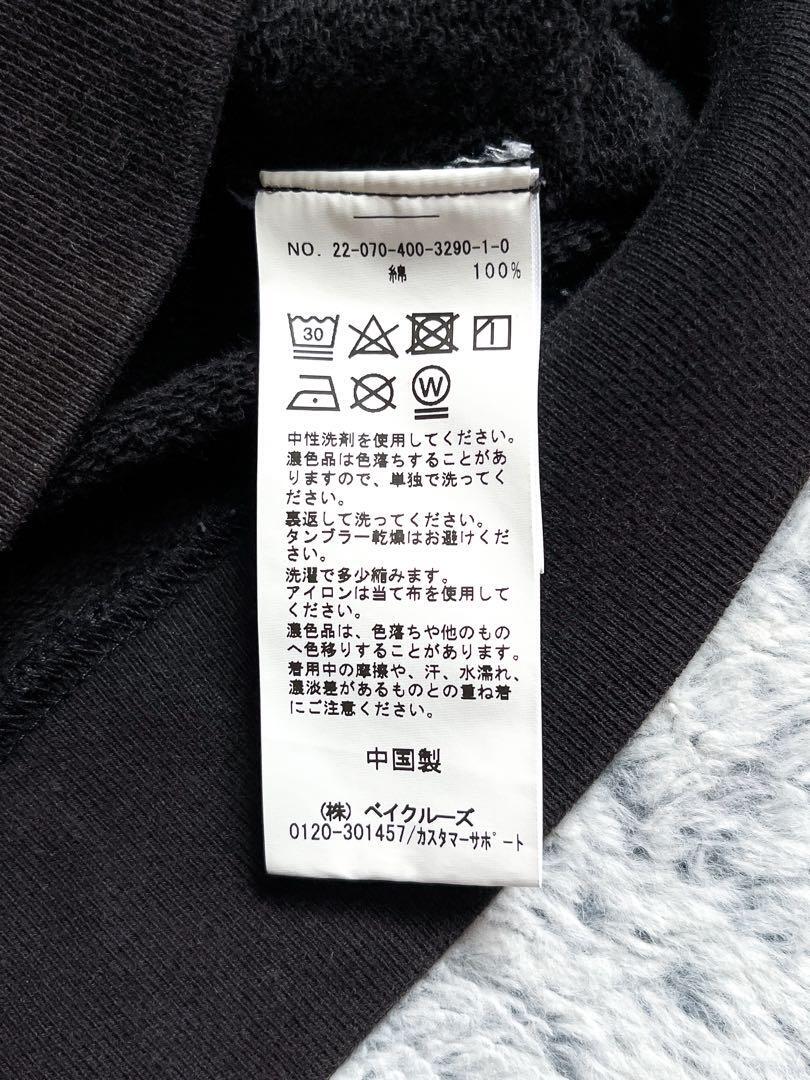 NO. 22-070-400-3290-1-0
綿 100%
30
W
中性洗剤を使用してください。
濃色品は色落ちすることがあ
りますので、単独で洗ってく
ださい。
裏返して洗ってください。
タンブラー乾燥はお避けくだ
さい。
洗濯で多少縮みます。
アイロンは当て布を使用して
ください。
濃色品は、色落ちや他のもの
へ色移りすることがあります。
着用中の摩擦や、汗、水濡れ、
濃淡差があるものとの重ね着
にご注意ください。
中国製
(株) ベイクルーズ
0120-301457/カスタマーサポート